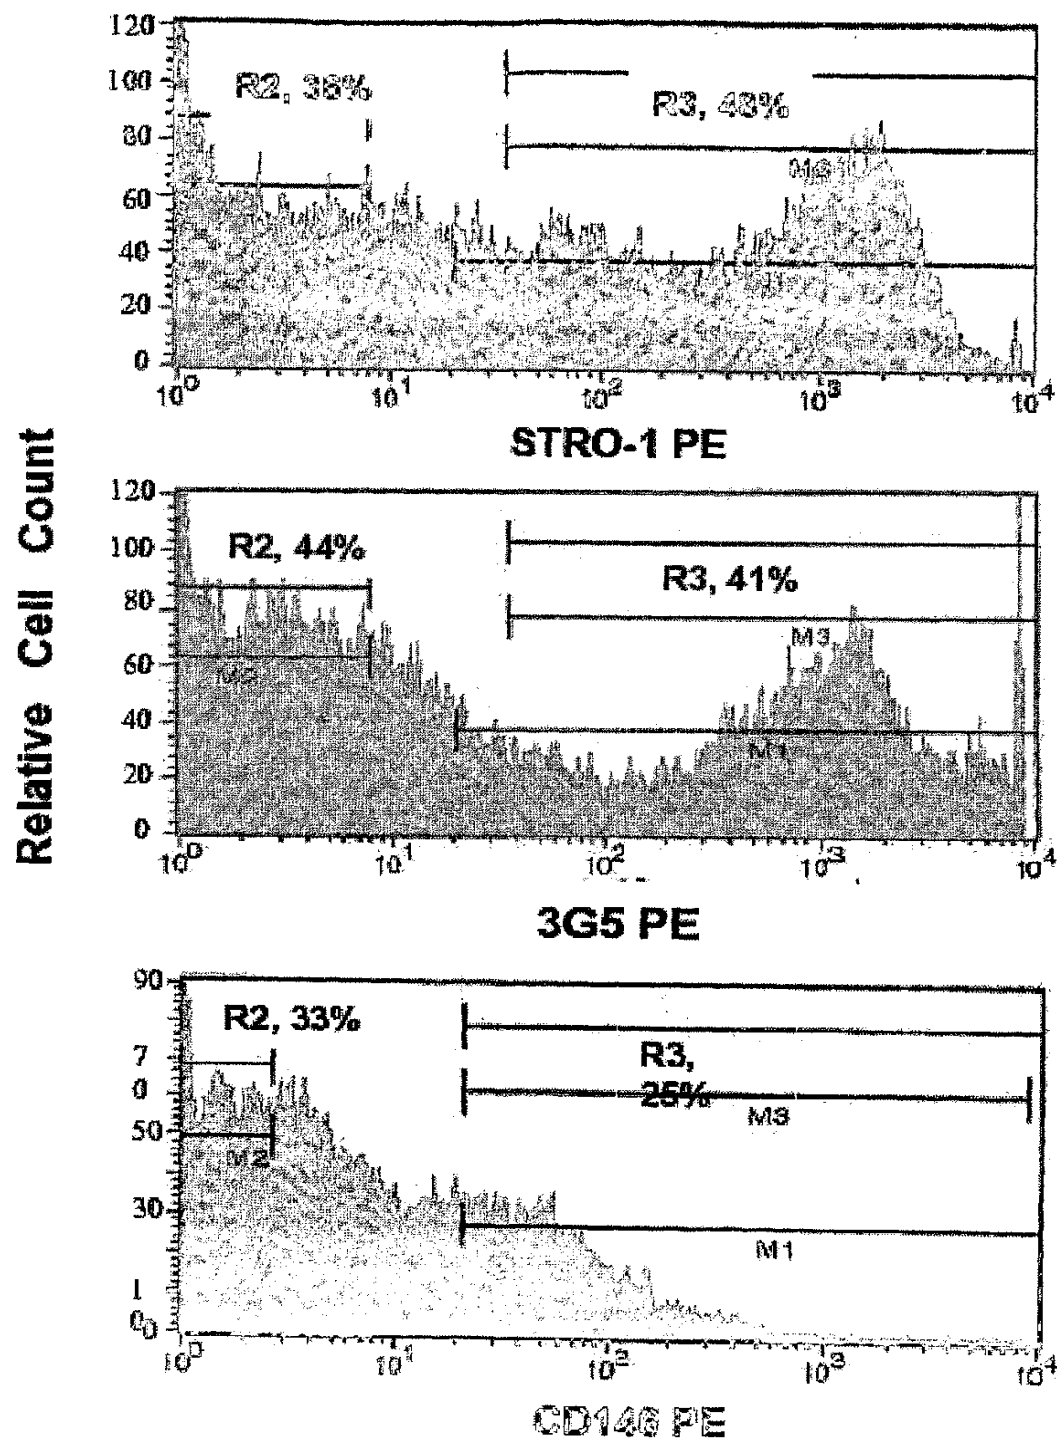 Relative Cell Count
120
100
80
60
40
20
0
R2, 36%
R3, 48%
M3
10⁰ 10¹ 10² 10³ 10⁴
STRO-1 PE
120
100
80
60
40
20
0
R2, 44%
R3, 41%
M3
M2
M1
10⁰ 10¹ 10² 10³ 10⁴
3G5 PE
90
7
0
50
30
1
0
0
R2, 33%
R3,
25%
M3
M2
M1
10⁰ 10¹ 10² 10³ 10⁴
CD146 PE